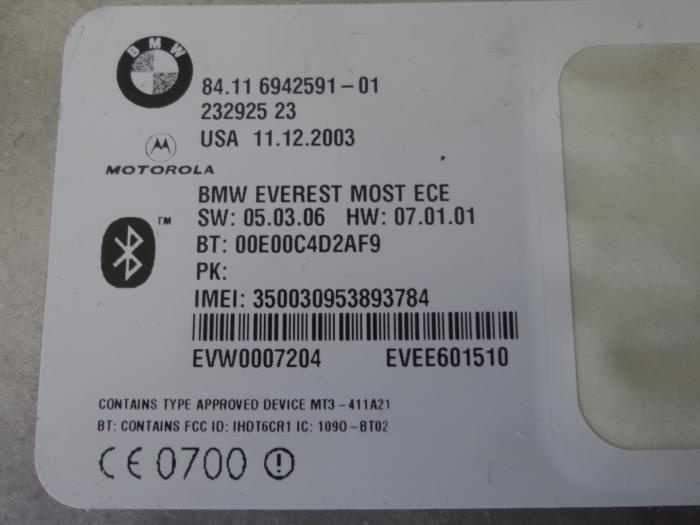 BMW
84.11 6942591-01
232925 23
USA 11.12.2003
MOTOROLA
BMW EVEREST MOST ECE
TM
SW: 05.03.06 HW: 07.01.01
BT: 00E00C4D2AF9
PK:
IMEI: 350030953893784
EVW0007204 EVEE601510
CONTAINS TYPE APPROVED DEVICE MT3-411A21
BT: CONTAINS FCC ID: IHDT6CR1 IC: 109O-BT02
CE 0700 !